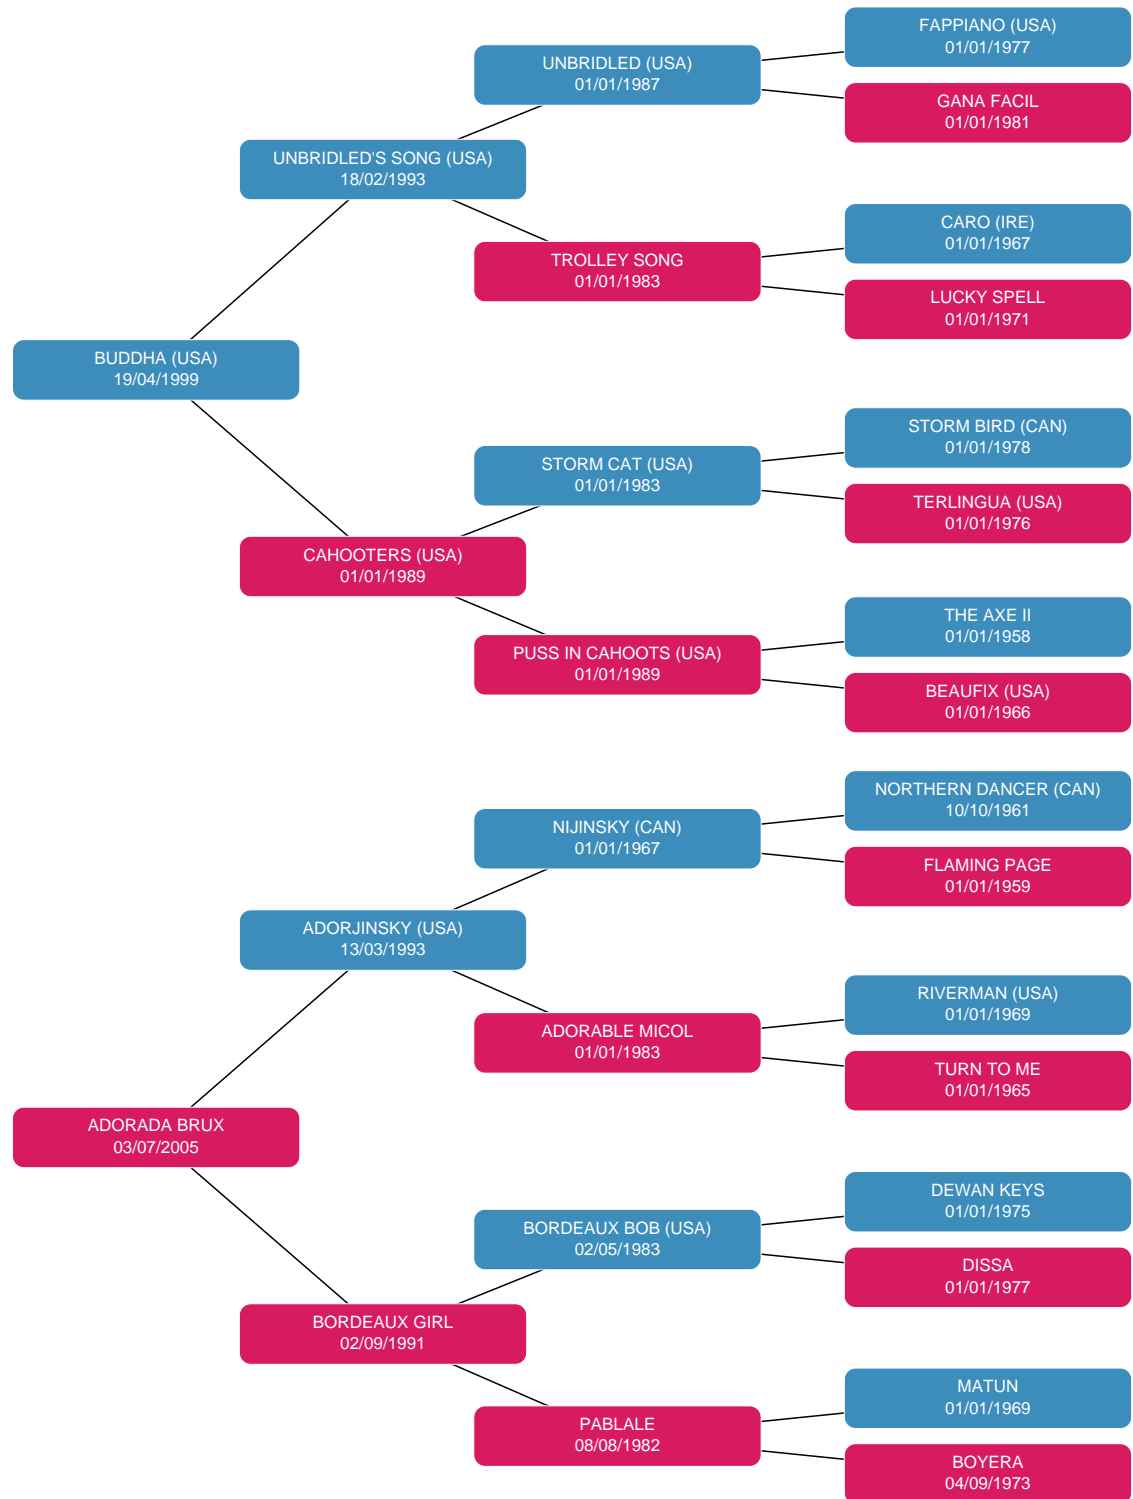 FAPPIANO (USA)
01/01/1977
UNBRIDLED (USA)
01/01/1987
GANA FACIL
01/01/1981
UNBRIDLED'S SONG (USA)
18/02/1993
CARO (IRE)
01/01/1967
TROLLEY SONG
01/01/1983
LUCKY SPELL
01/01/1971
BUDDHA (USA)
19/04/1999
STORM BIRD (CAN)
01/01/1978
STORM CAT (USA)
01/01/1983
TERLINGUA (USA)
01/01/1976
CAHOOTERS (USA)
01/01/1989
THE AXE II
01/01/1958
PUSS IN CAHOOTS (USA)
01/01/1989
BEAUFIX (USA)
01/01/1966
NORTHERN DANCER (CAN)
10/10/1961
NIJINSKY (CAN)
01/01/1967
FLAMING PAGE
01/01/1959
ADORJINSKY (USA)
13/03/1993
RIVERMAN (USA)
01/01/1969
ADORABLE MICOL
01/01/1983
TURN TO ME
01/01/1965
ADORADA BRUX
03/07/2005
DEWAN KEYS
01/01/1975
BORDEAUX BOB (USA)
02/05/1983
DISSA
01/01/1977
BORDEAUX GIRL
02/09/1991
MATUN
01/01/1969
PABLALE
08/08/1982
BOYERA
04/09/1973